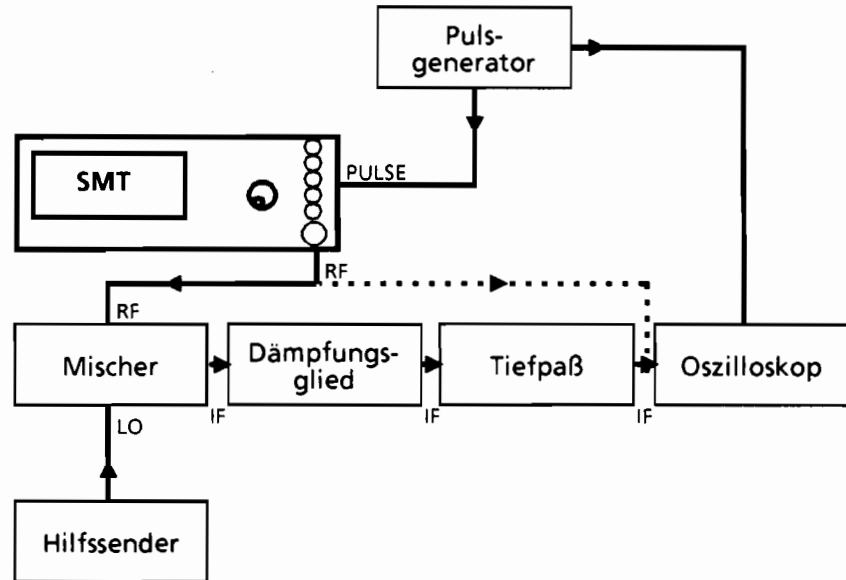 Puls-
generator
SMT
PULSE
RF
RF
Mischer
Dämpfungs-
glied
Tiefpaß
Oszilloskop
LO
IF
IF
IF
Hilfssender